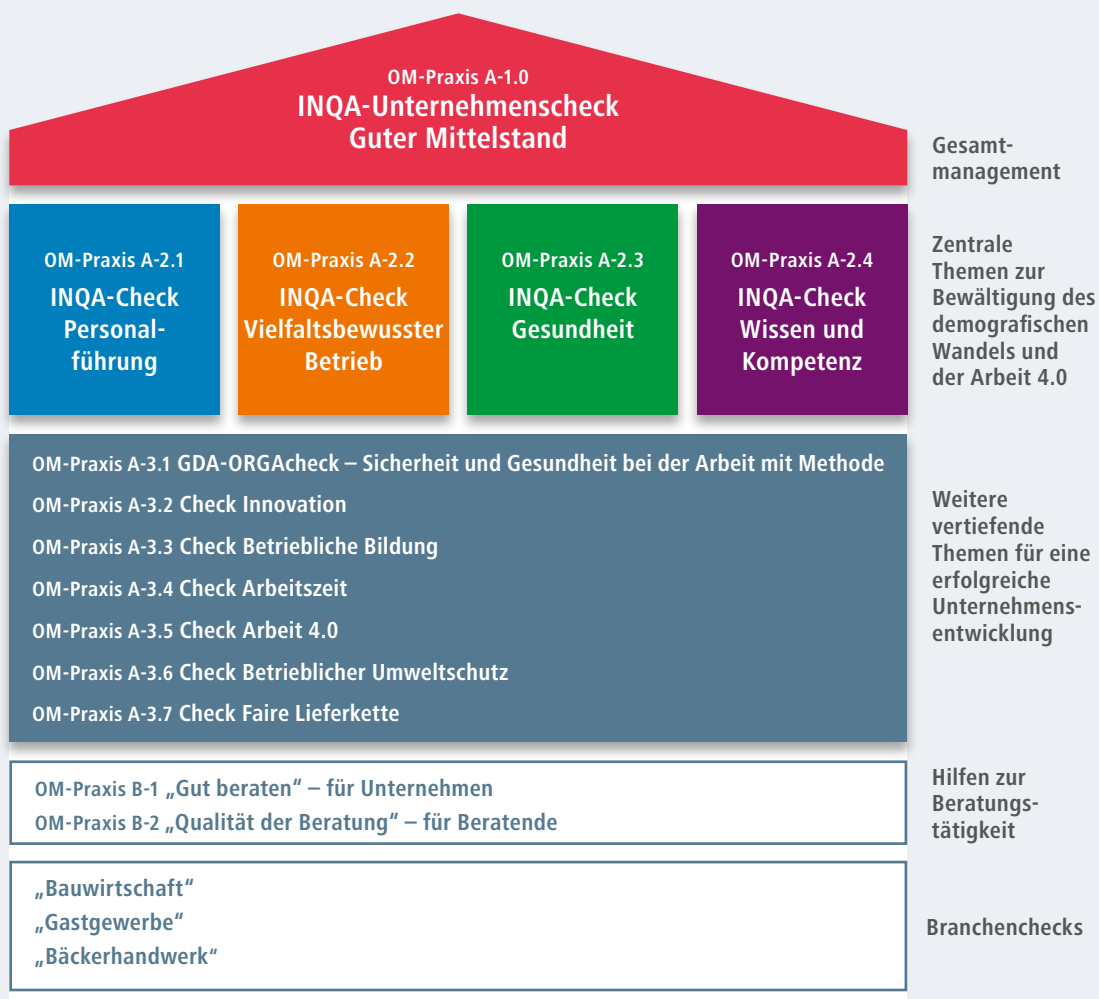 OM-Praxis A-1.0
INQA-Unternehmenscheck
Guter Mittelstand
Gesamt-
management
OM-Praxis A-2.1
INQA-Check
Personal-
führung
OM-Praxis A-2.2
INQA-Check
Vielfaltsbewusster
Betrieb
OM-Praxis A-2.3
INQA-Check
Gesundheit
OM-Praxis A-2.4
INQA-Check
Wissen und
Kompetenz
Zentrale
Themen zur
Bewältigung des
demografischen
Wandels und
der Arbeit 4.0
OM-Praxis A-3.1 GDA-ORGAcheck – Sicherheit und Gesundheit bei der Arbeit mit Methode
OM-Praxis A-3.2 Check Innovation
OM-Praxis A-3.3 Check Betriebliche Bildung
OM-Praxis A-3.4 Check Arbeitszeit
OM-Praxis A-3.5 Check Arbeit 4.0
OM-Praxis A-3.6 Check Betrieblicher Umweltschutz
OM-Praxis A-3.7 Check Faire Lieferkette
Weitere
vertiefende
Themen für eine
erfolgreiche
Unternehmens-
entwicklung
OM-Praxis B-1 „Gut beraten“ – für Unternehmen
OM-Praxis B-2 „Qualität der Beratung“ – für Beratende
Hilfen zur
Beratungs-
tätigkeit
„Bauwirtschaft“
„Gastgewerbe“
„Bäckerhandwerk“
Branchenchecks